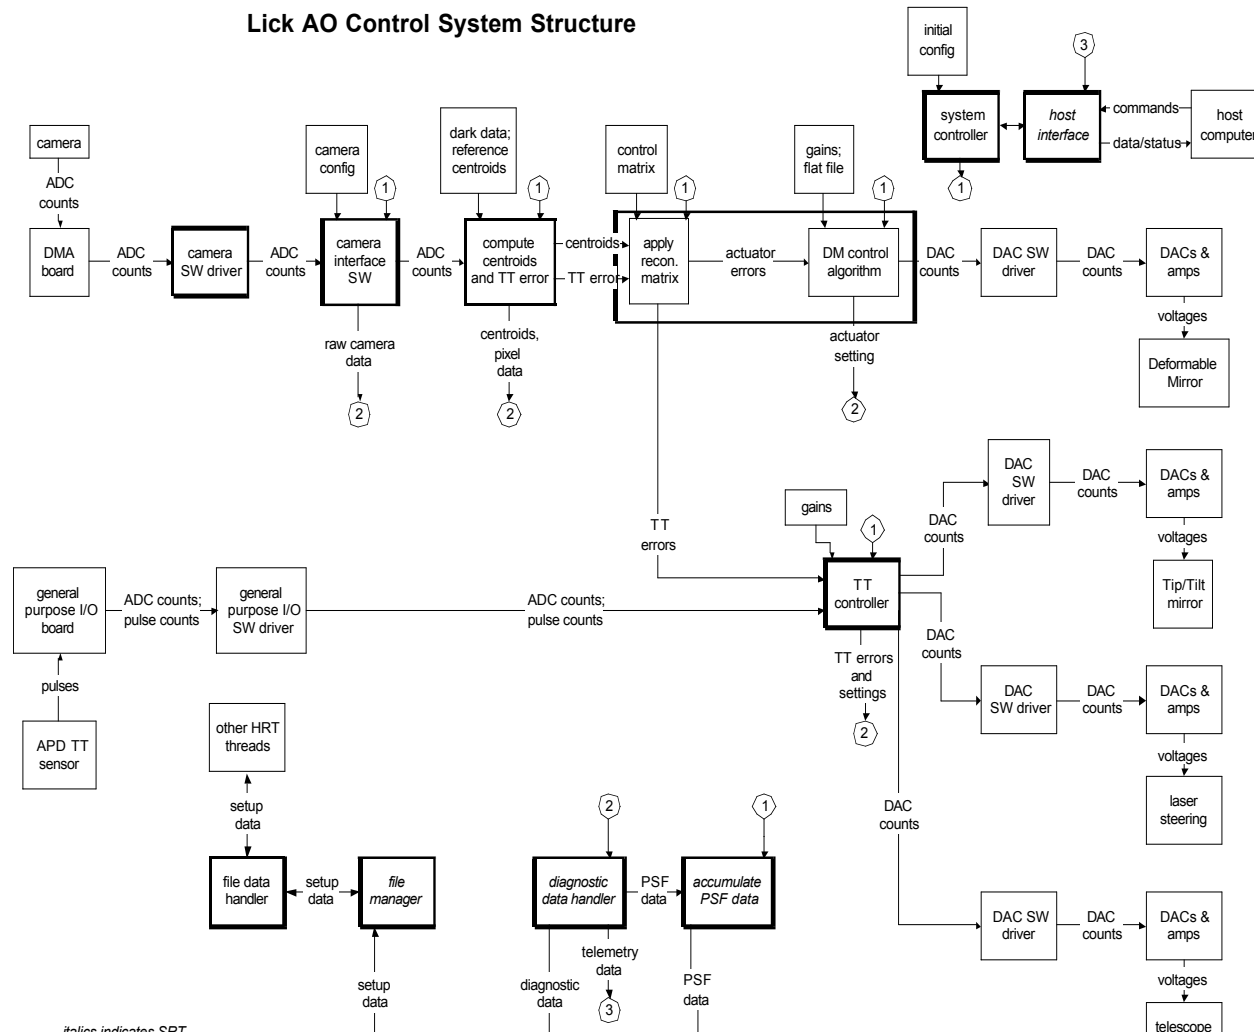 Lick AO Control System Structure
initial
config
3
system
controller
host
interface
commands
data/status
host
computer
1
camera
ADC
counts
DMA
board
ADC
counts
camera
SW driver
ADC
counts
camera
config
1
camera
interface
SW
raw camera
data
2
ADC
counts
dark data;
reference
centroids
1
compute
centroids
and TT error
centroids,
pixel
data
2
centroids
TT error
control
matrix
1
apply
recon.
matrix
actuator
errors
gains;
flat file
1
DM control
algorithm
actuator
setting
2
DAC
counts
DAC SW
driver
DAC
counts
DACs &
amps
voltages
Deformable
Mirror
TT
errors
gains
1
TT
controller
TT errors
and
settings
2
DAC
counts
DAC
SW
driver
DAC
counts
DACs &
amps
voltages
Tip/Tilt
mirror
general
purpose I/O
board
ADC counts;
pulse counts
general
purpose I/O
SW driver
ADC counts;
pulse counts
pulses
APD TT
sensor
DAC
counts
DAC
SW driver
DAC
counts
DACs &
amps
voltages
laser
steering
other HRT
threads
setup
data
file data
handler
setup
data
file
manager
setup
data
2
diagnostic
data handler
PSF
data
1
accumulate
PSF data
diagnostic
data
telemetry
data
3
PSF
data
DAC
counts
DAC SW
driver
DAC
counts
DACs &
amps
voltages
telescope
italics indicates SRT